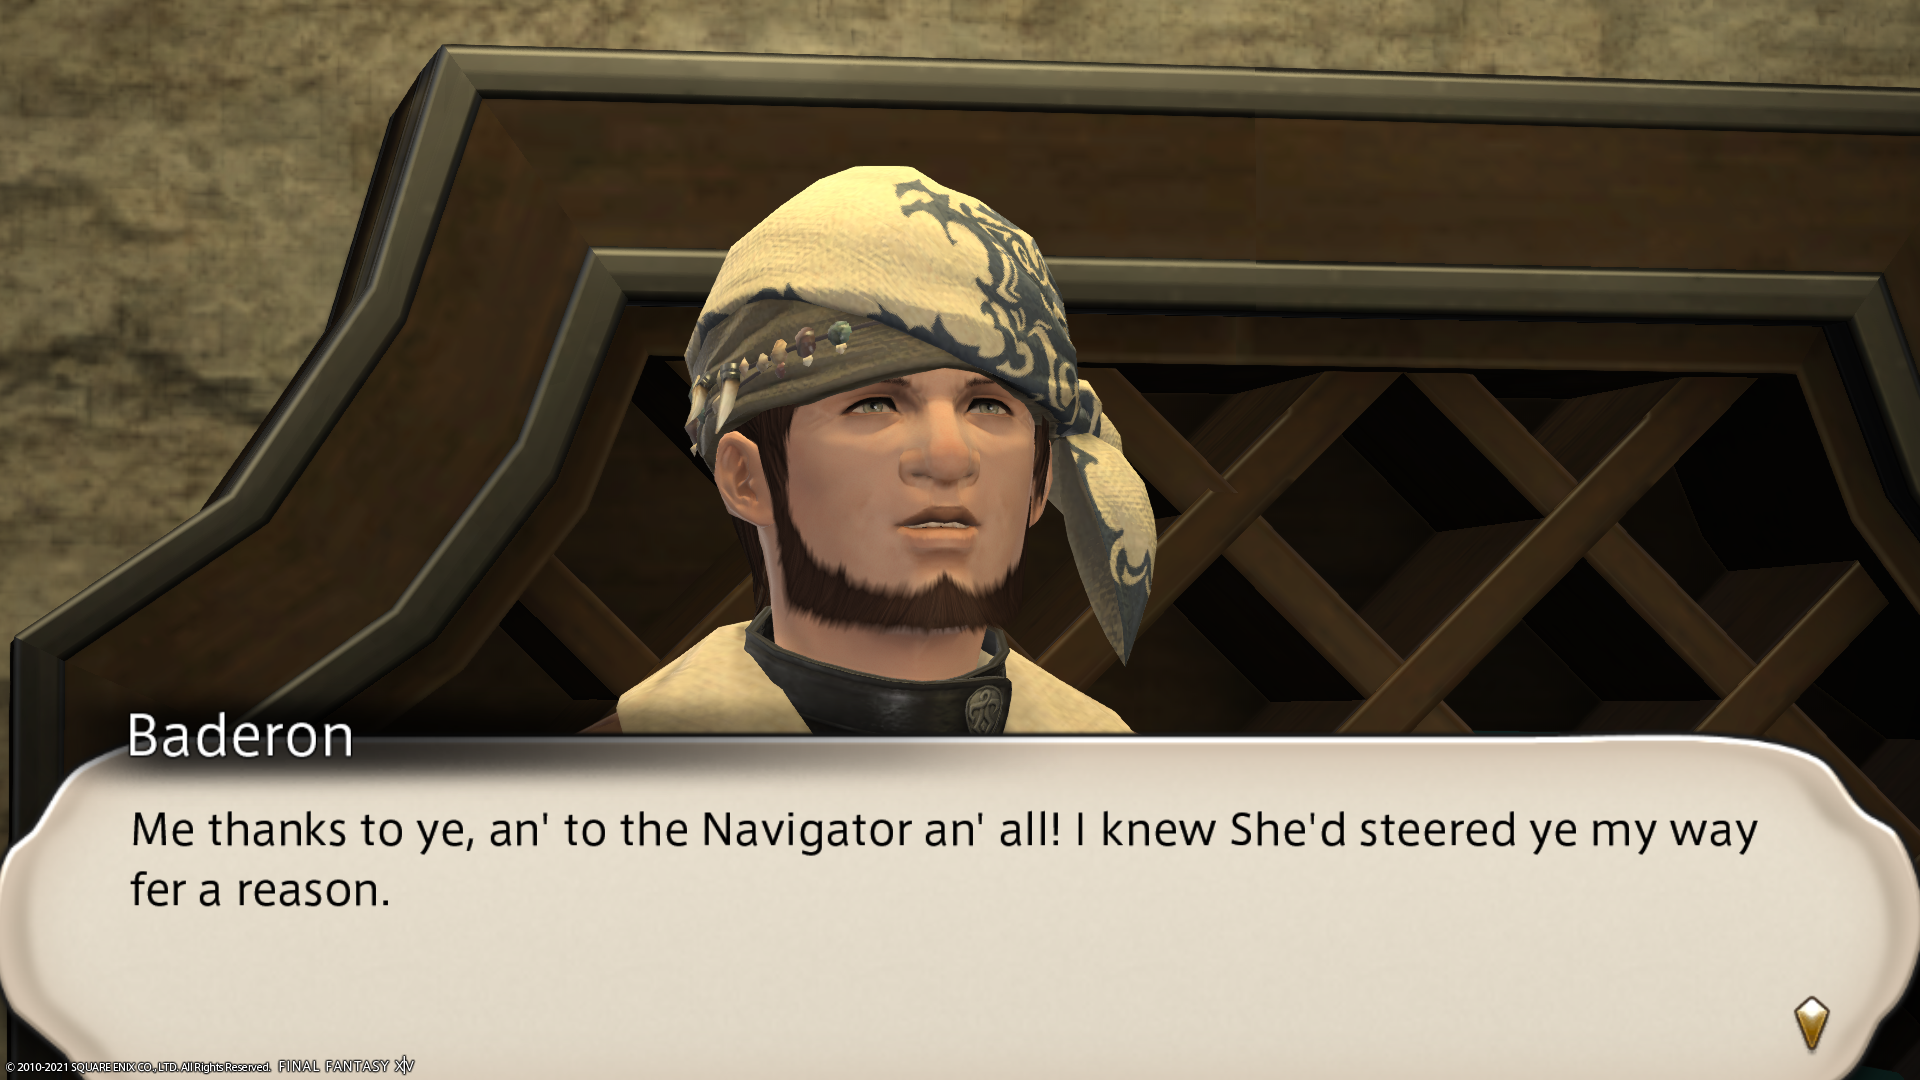 Baderon
Me thanks to ye, an' to the Navigator an' all! I knew She'd steered ye my way
fer a reason.
© 2010-2021 SQUARE ENIX CO., LTD. All Rights Reserved. FINAL FANTASY XIV